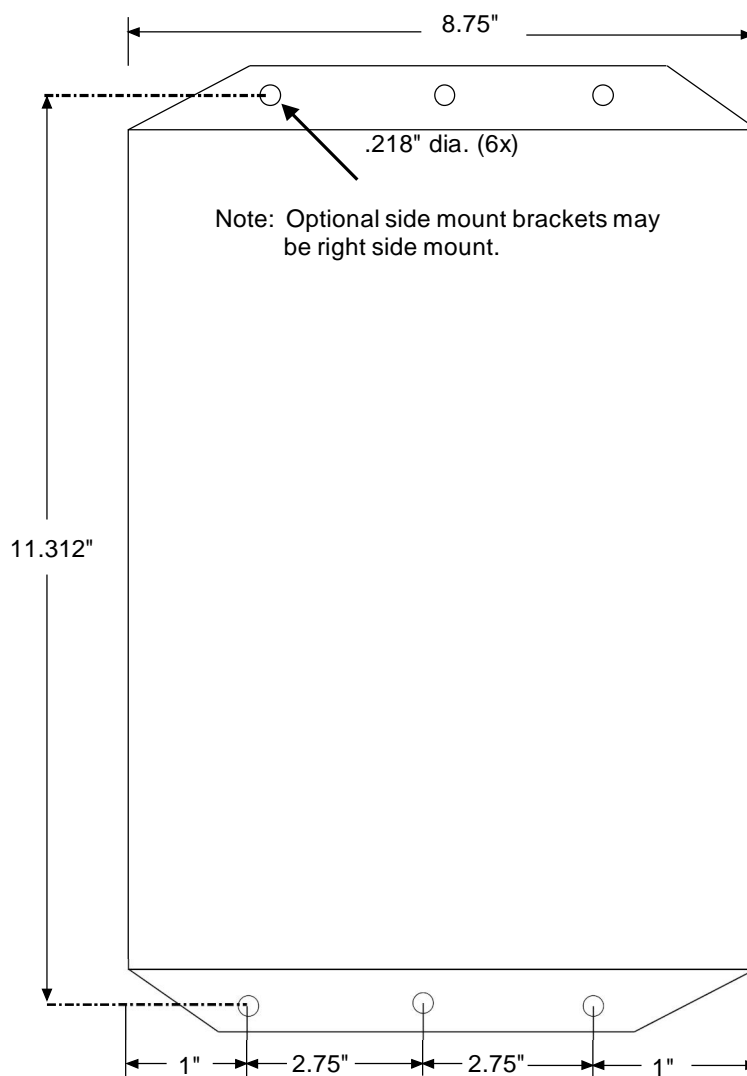 8.75"
.218" dia. (6x)
Note:  Optional side mount brackets may
be right side mount.
11.312"
1"
2.75"
2.75"
1"